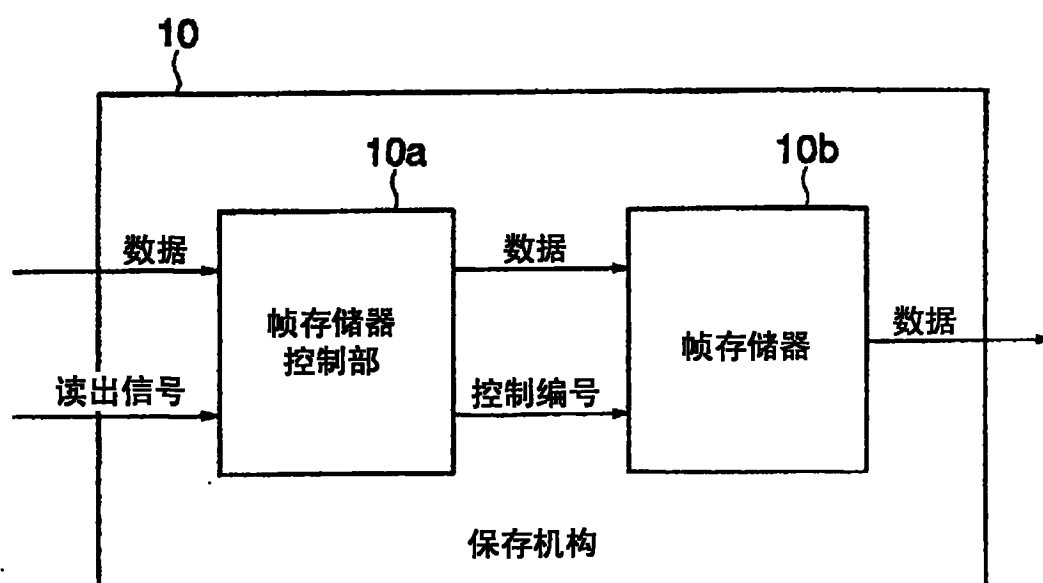 10
10a
10b
数据
数据
帧存储器
控制部
帧存储器
数据
读出信号
控制编号
保存机构